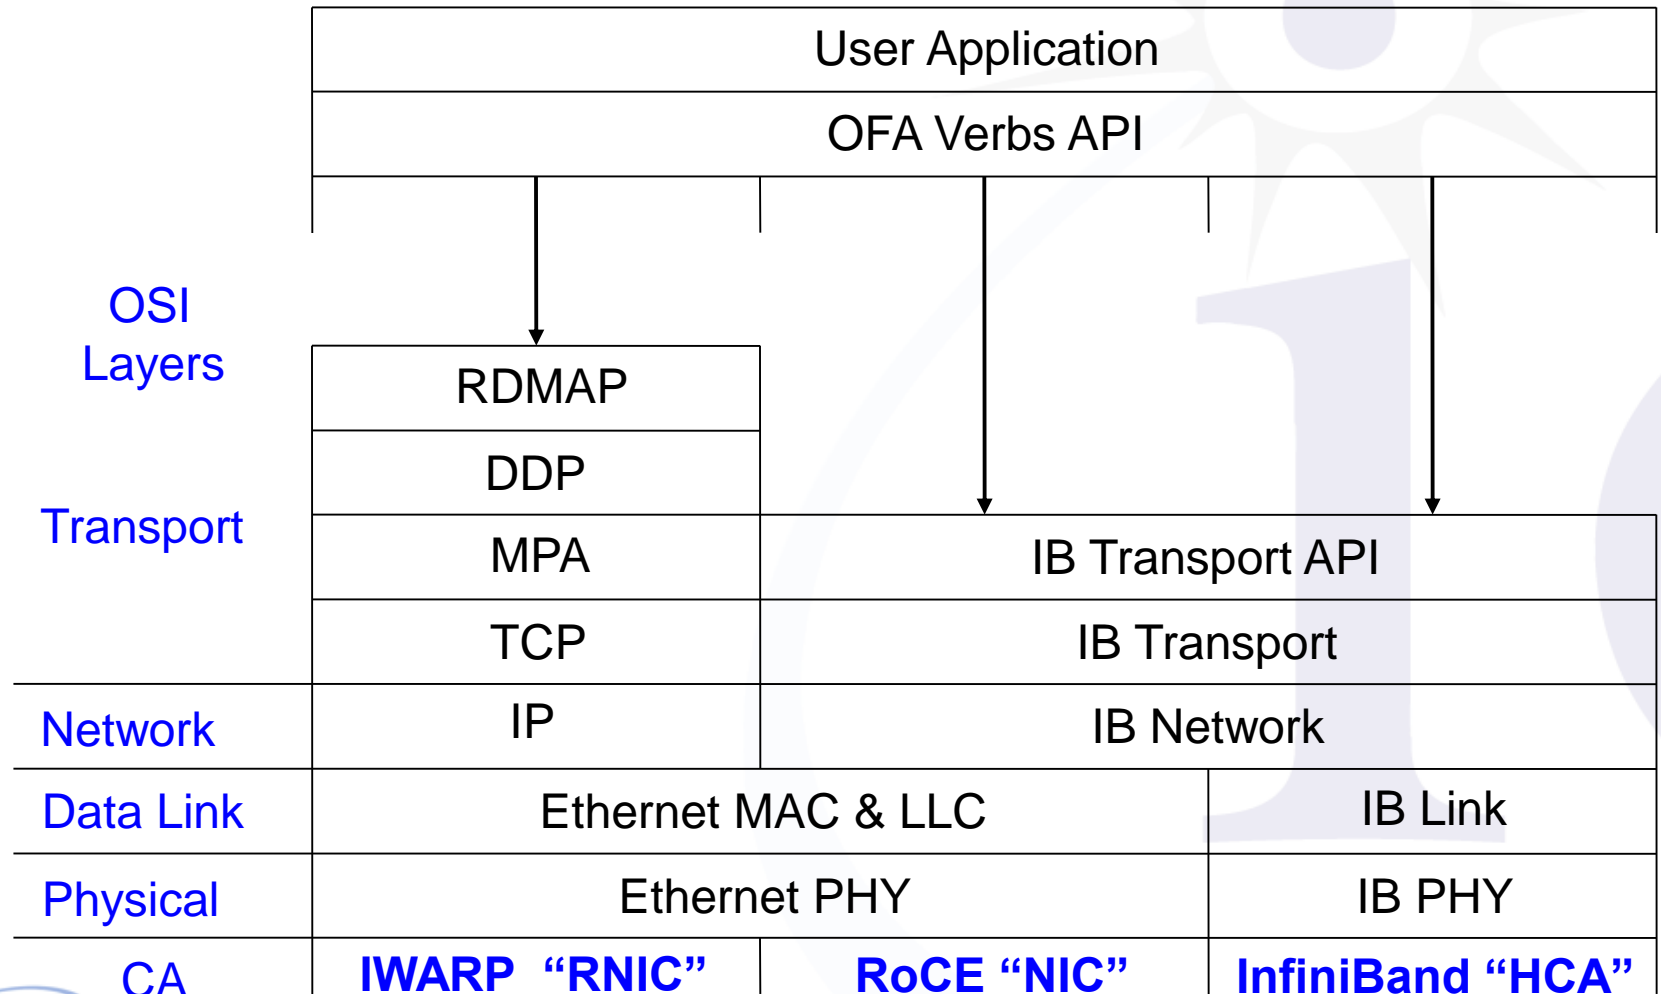 User Application
OFA Verbs API
OSI
Layers
RDMAP
DDP
Transport
MPA
IB Transport API
TCP
IB Transport
Network
IP
IB Network
Data Link
Ethernet MAC & LLC
IB Link
Physical
Ethernet PHY
IB PHY
CA
IWARP “RNIC”
RoCE “NIC”
InfiniBand “HCA”